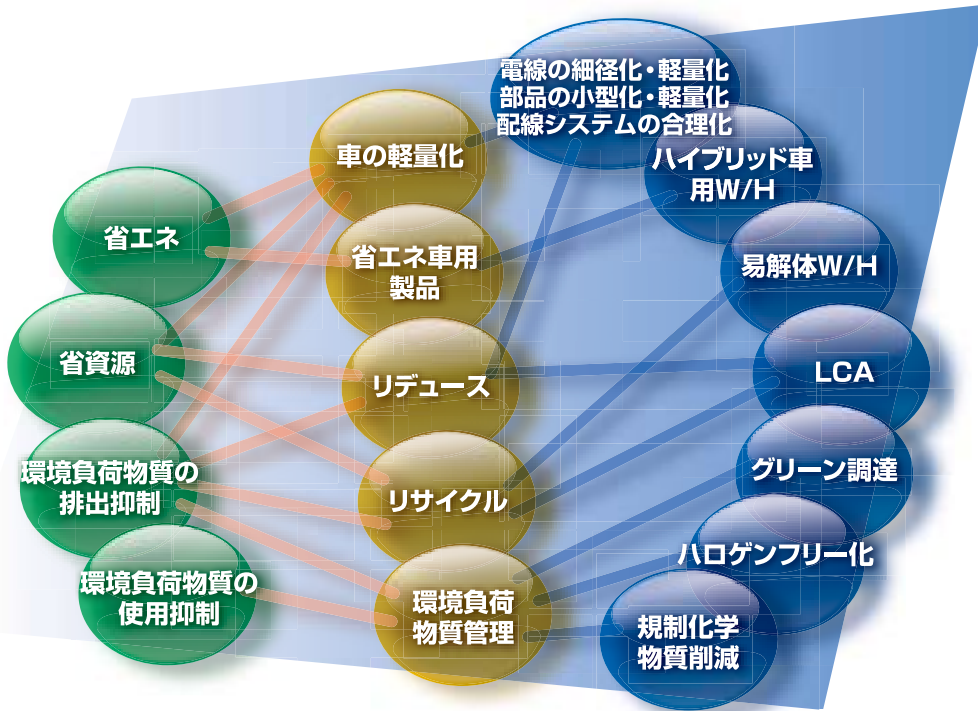 省エネ
省資源
環境負荷物質の
排出抑制
環境負荷物質の
使用抑制
車の軽量化
省エネ車用
製品
リデュース
リサイクル
環境負荷
物質管理
電線の細径化・軽量化
部品の小型化・軽量化
配線システムの合理化
ハイブリッド車
用W/H
易解体W/H
LCA
グリーン調達
ハロゲンフリー化
規制化学
物質削減